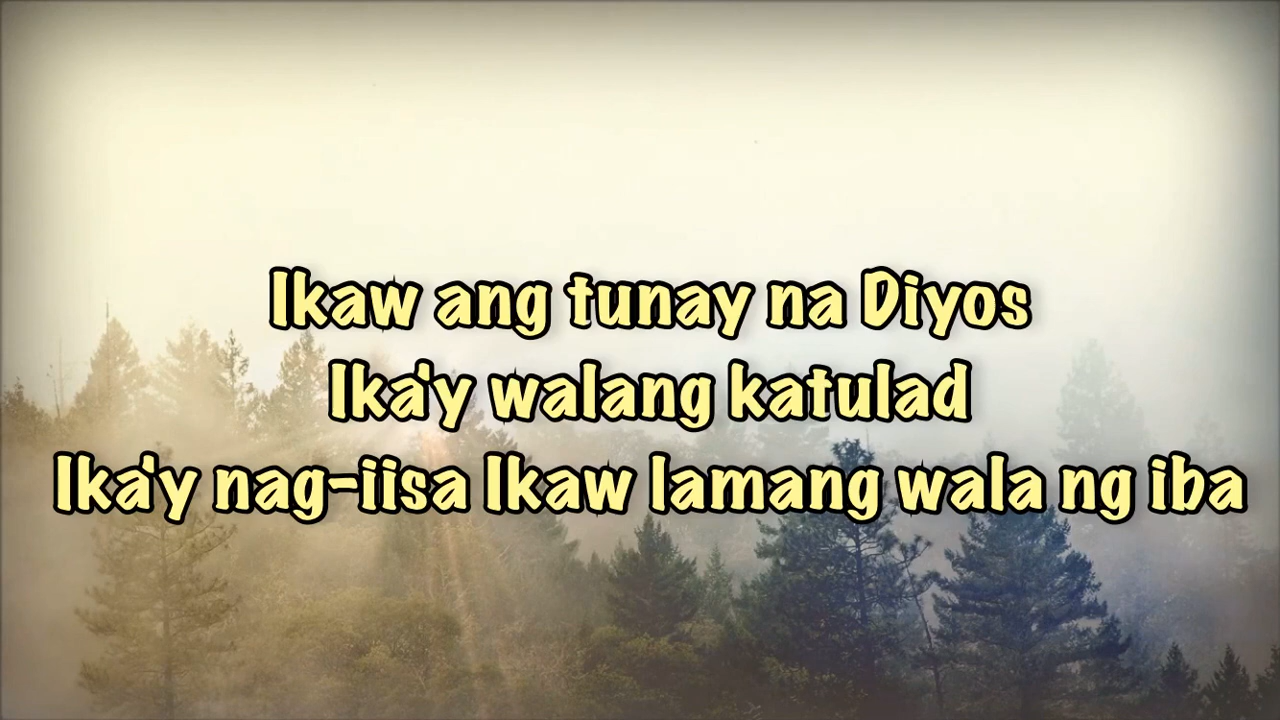 Ikaw ang tunay na Diyos
Ika'y walang katulad
Ika'y nag-iisa Ikaw lamang wala ng iba